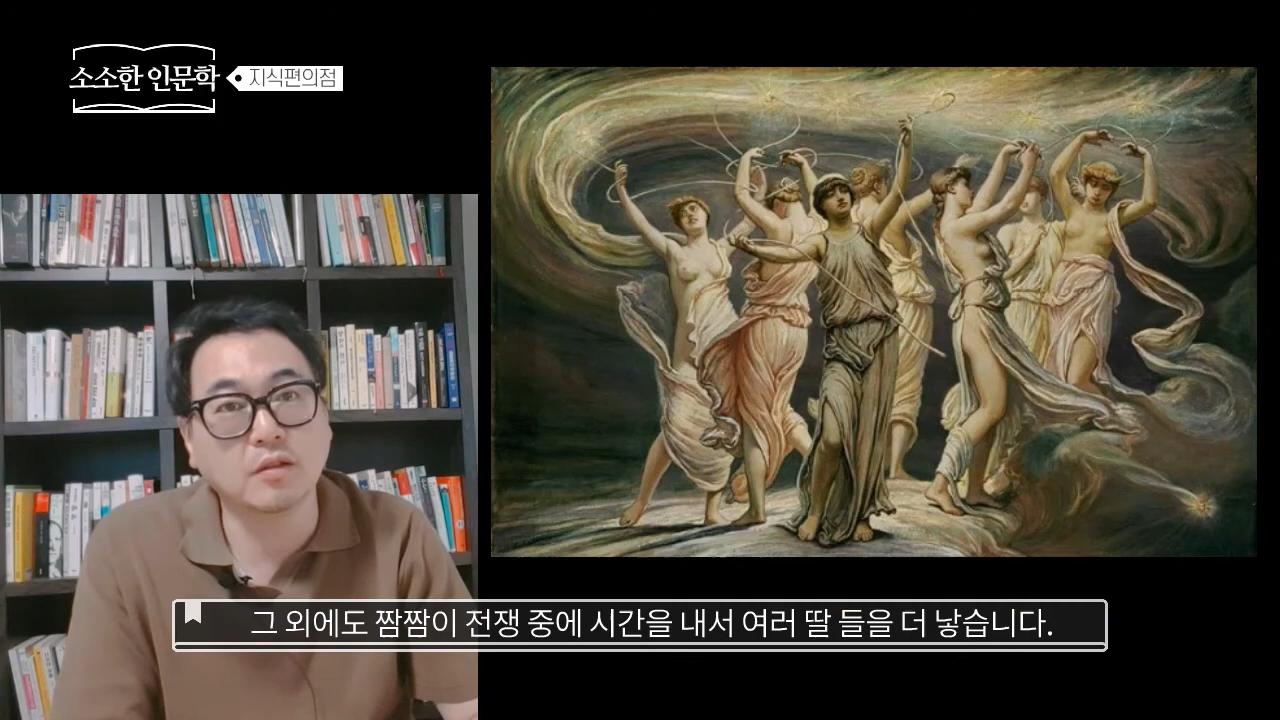 소소한 인문학
지식편의점
그 외에도 짬짬이 전쟁 중에 시간을 내서 여러 딸 들을 더 낳습니다.